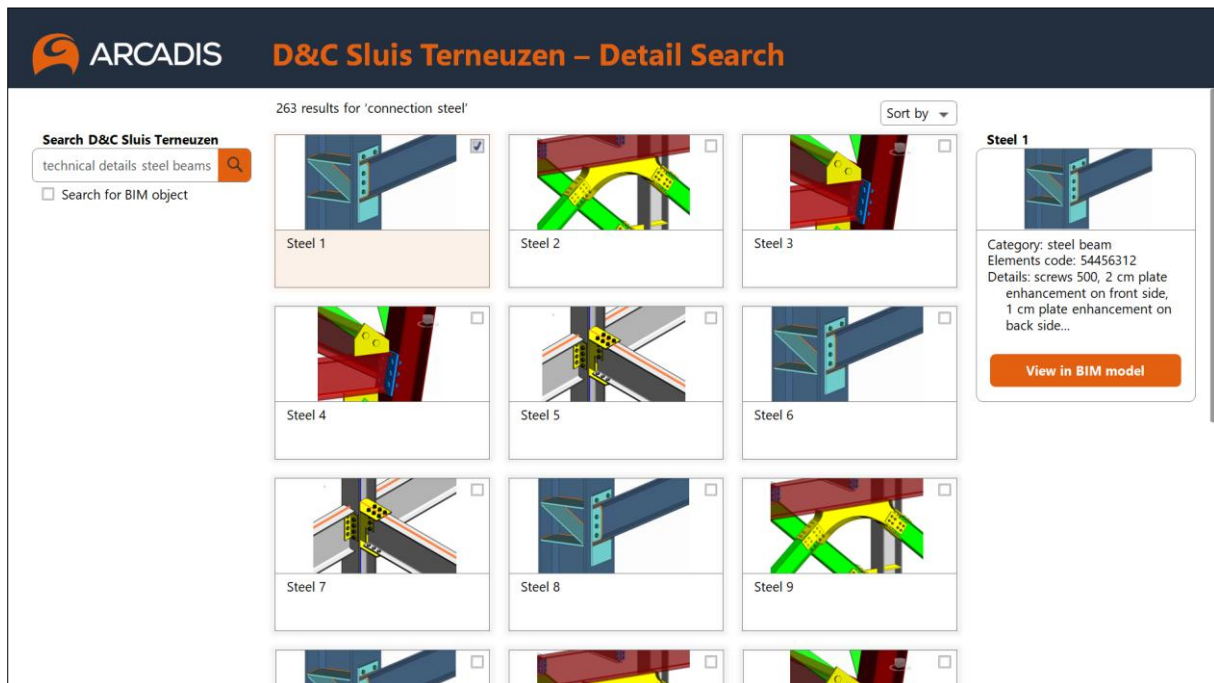 ARCADIS
D&C Sluis Terneuzen – Detail Search
263 results for 'connection steel'
Sort by
Search D&C Sluis Terneuzen
technical details steel beams
Search for BIM object
Steel 1
Steel 2
Steel 3
Steel 4
Steel 5
Steel 6
Steel 7
Steel 8
Steel 9
Steel 1
Category: steel beam
Elements code: 54456312
Details: screws 500, 2 cm plate
enhancement on front side,
1 cm plate enhancement on
back side...
View in BIM model